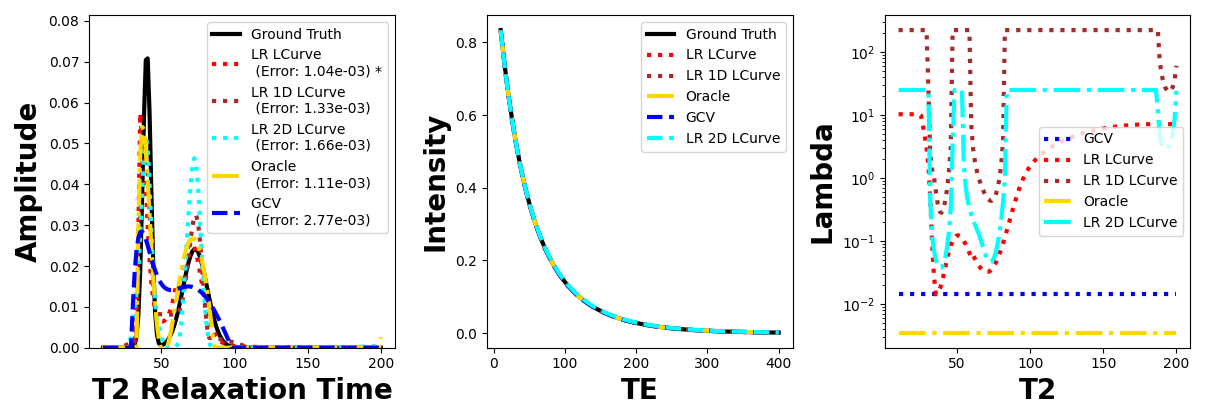 0.08
0.07
0.06
0.05
0.04
0.03
0.02
0.01
0.00
Amplitude
Ground Truth
LR LCurve
(Error: 1.04e-03) *
LR 1D LCurve
(Error: 1.33e-03)
LR 2D LCurve
(Error: 1.66e-03)
Oracle
(Error: 1.11e-03)
GCV
(Error: 2.77e-03)
50
100
150
200
T2 Relaxation Time
0.8
0.6
0.4
0.2
0.0
Intensity
Ground Truth
LR LCurve
LR 1D LCurve
Oracle
GCV
LR 2D LCurve
0
100
200
300
400
TE
10²
10¹
10⁰
10⁻¹
10⁻²
Lambda
GCV
LR LCurve
LR 1D LCurve
Oracle
LR 2D LCurve
50
100
150
200
T2